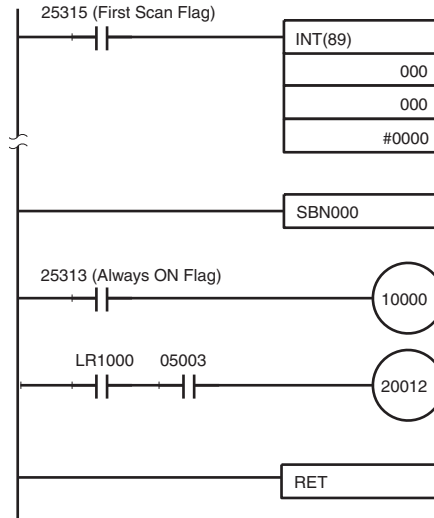 25315 (First Scan Flag)
INT(89)
000
000
#0000
SBN000
25313 (Always ON Flag)
10000
LR1000 05003
20012
RET